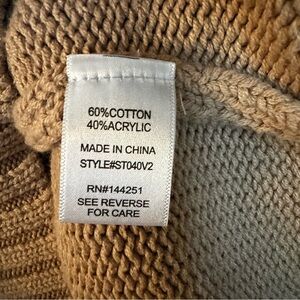 60%COTTON
40%ACRYLIC
MADE IN CHINA
STYLE#ST040V2
RN#144251
SEE REVERSE
FOR CARE